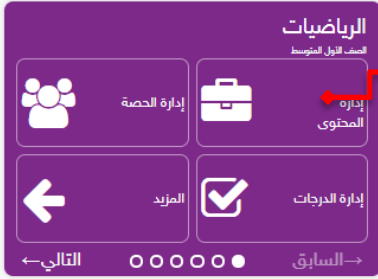 الرياضيات
الصف الأول المتوسط
إدارة
المحتوى
إدارة الحصة
إدارة الدرجات
المزيد
→السابق
التالي←